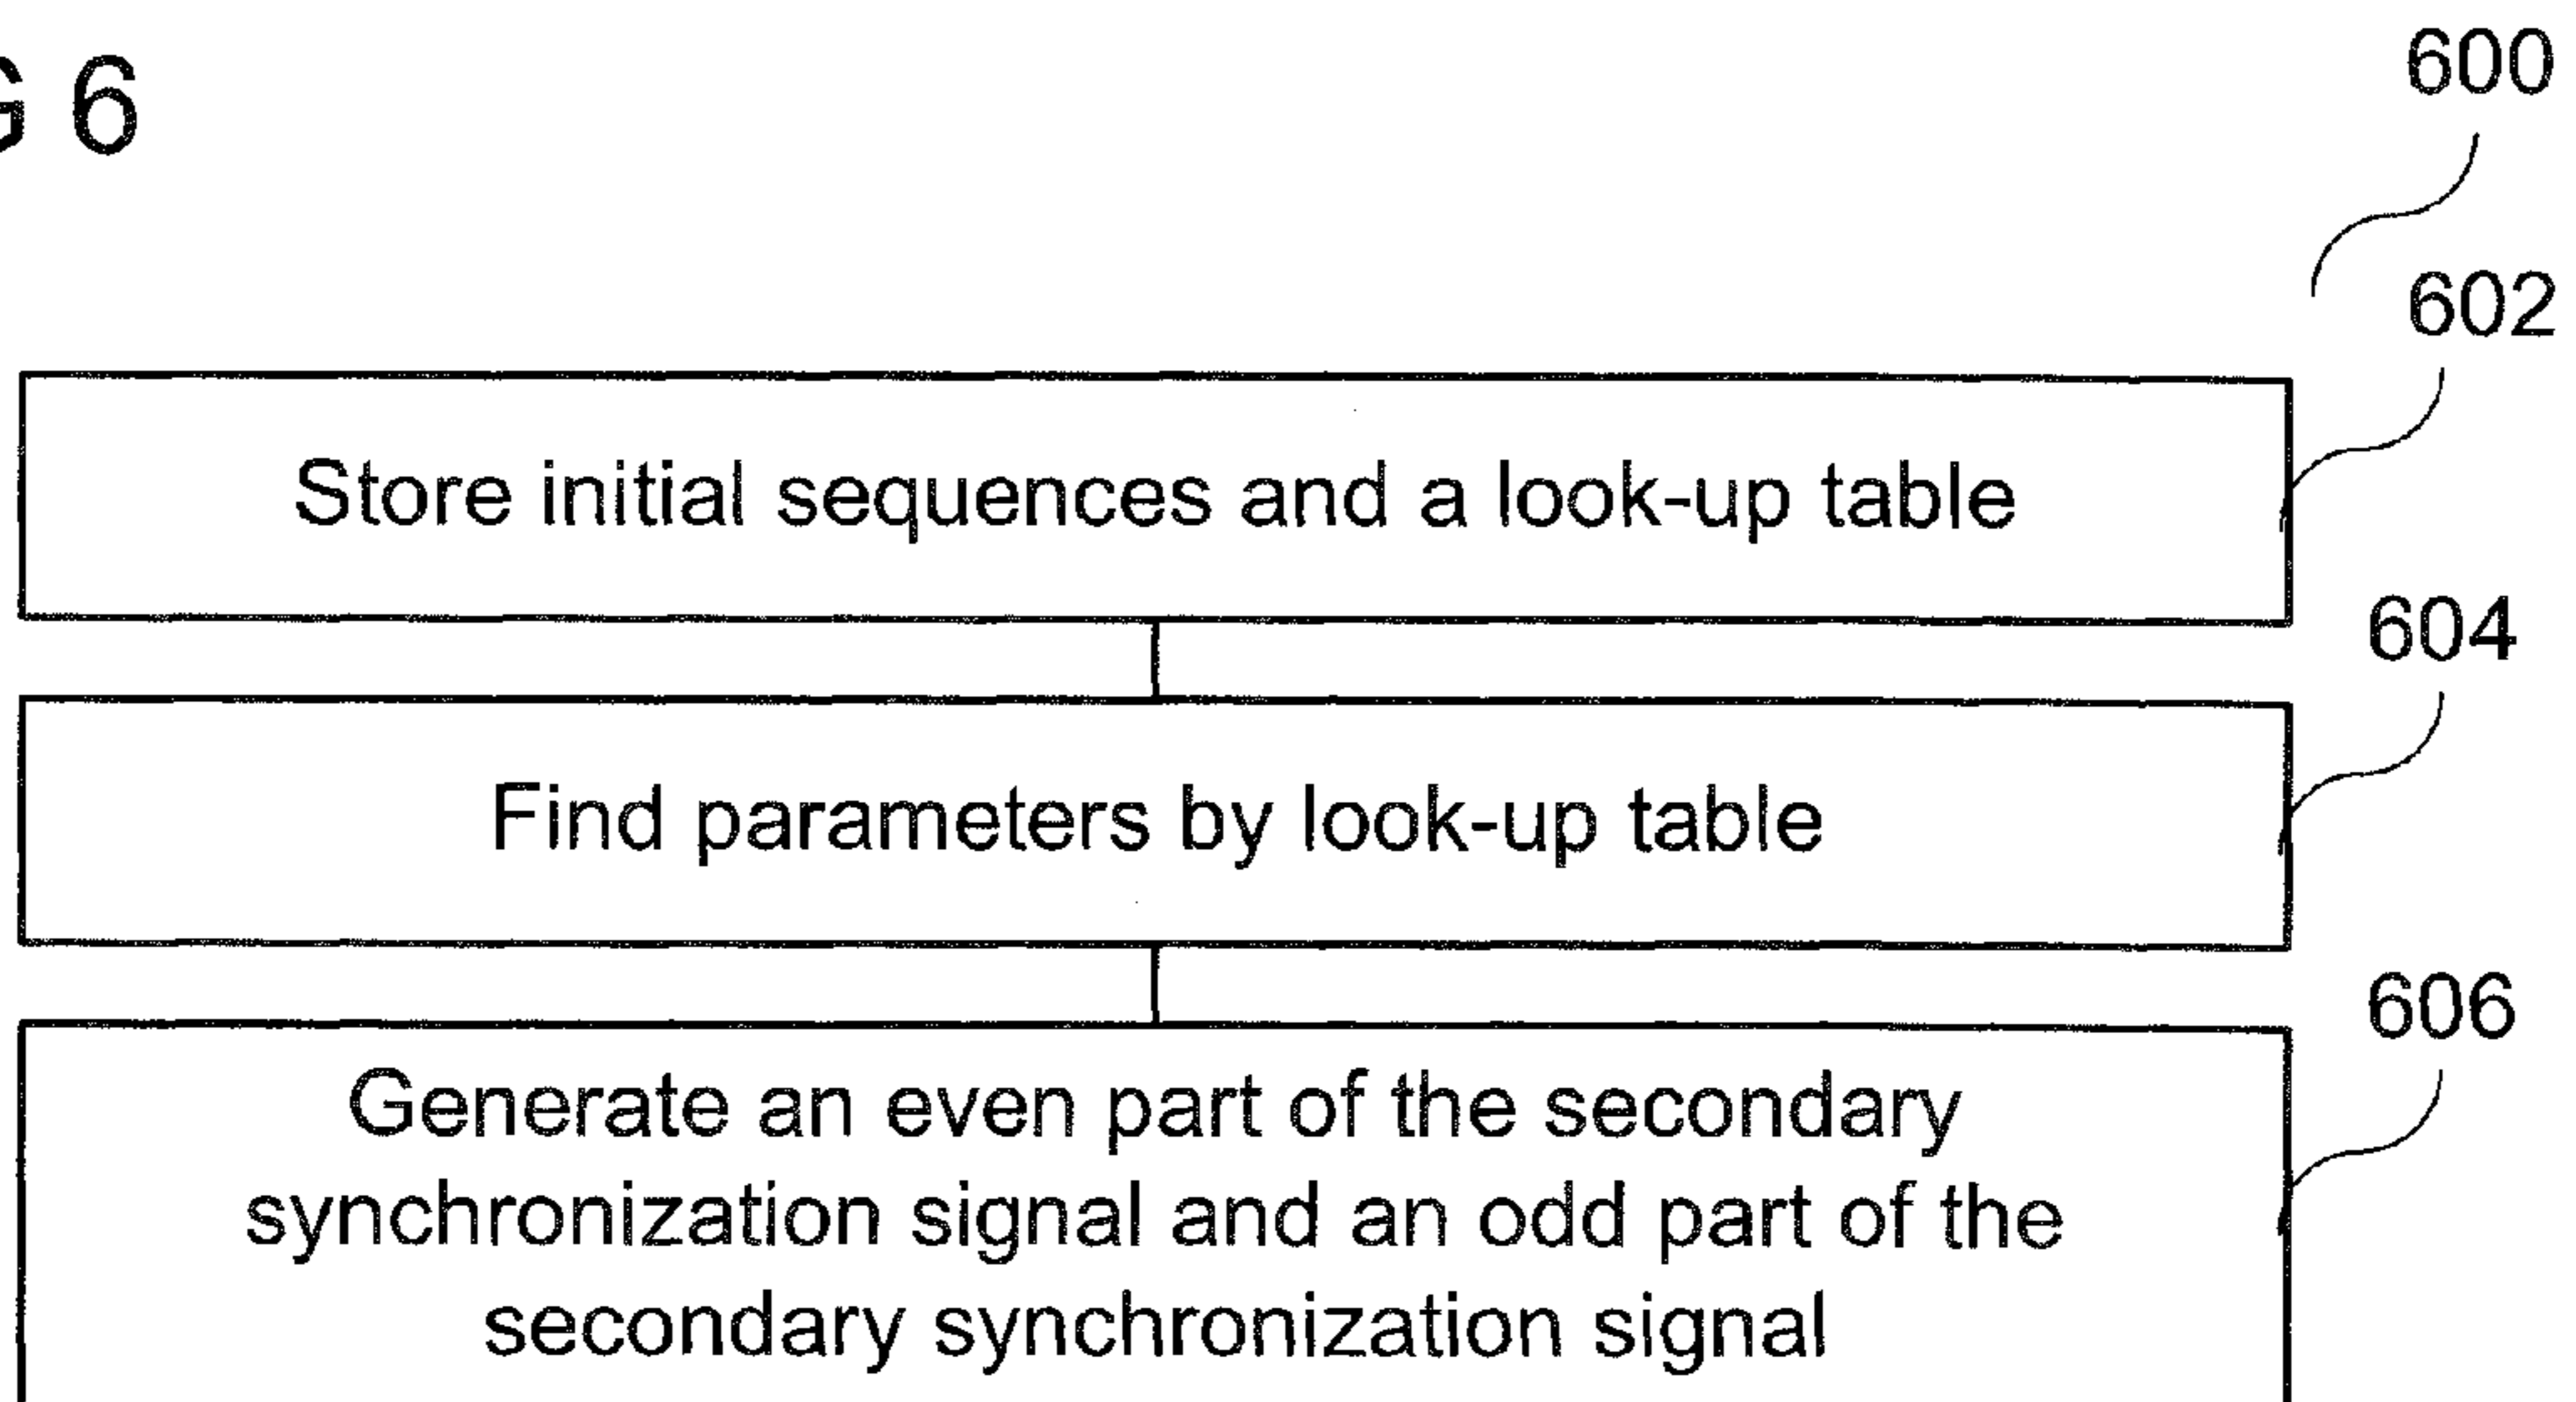 G 6
600
602
Store initial sequences and a look-up table
604
Find parameters by look-up table
606
Generate an even part of the secondary
synchronization signal and an odd part of the
secondary synchronization signal